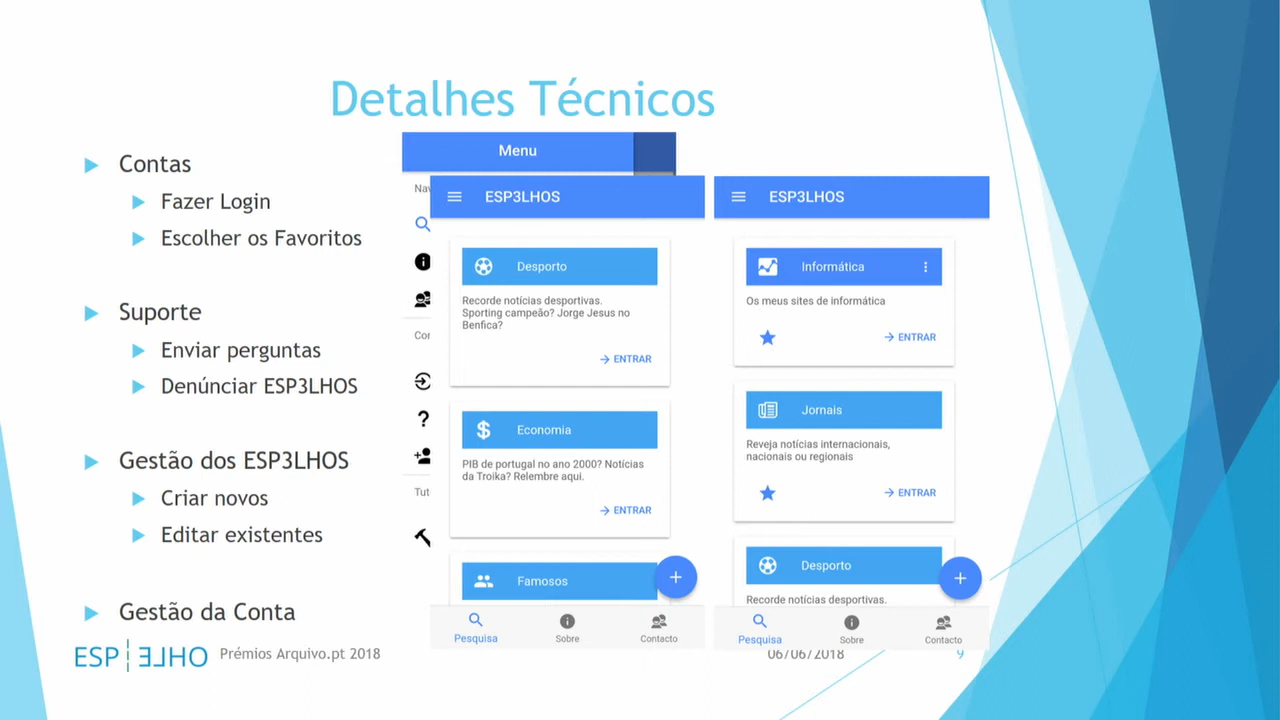 Detalhes Técnicos
Contas
Fazer Login
Escolher os Favoritos
Suporte
Enviar perguntas
Denúnciar ESP3LHOS
Gestão dos ESP3LHOS
Criar novos
Editar existentes
Gestão da Conta
Menu
Nav
Cor
Tut
ESP3LHOS
Desporto
Recorde notícias desportivas.
Sporting campeão? Jorge Jesus no
Benfica?
ENTRAR
Economia
PIB de portugal no ano 2000? Notícias
da Troika? Relembre aqui.
ENTRAR
Famosos
+
Pesquisa
Sobre
Contacto
ESP3LHOS
Informática
Os meus sites de informática
ENTRAR
Jornais
Reveja notícias internacionais,
nacionais ou regionais
ENTRAR
Desporto
Recorde notícias desportivas.
+
Pesquisa
Sobre
Contacto
ESP|ELHO
Prémios Arquivo.pt 2018
06/06/2018
9